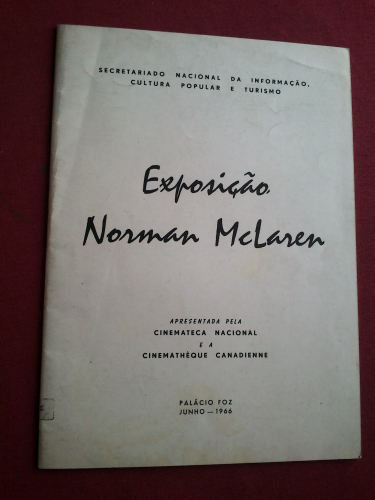 SECRETARIADO NACIONAL DA INFORMAÇÃO,
CULTURA POPULAR E TURISMO
Exposição
Norman McLaren
APRESENTADA PELA
CINEMATECA NACIONAL
E A
CINEMATHÈQUE CANADIENNE
PALÁCIO FOZ
JUNHO — 1966